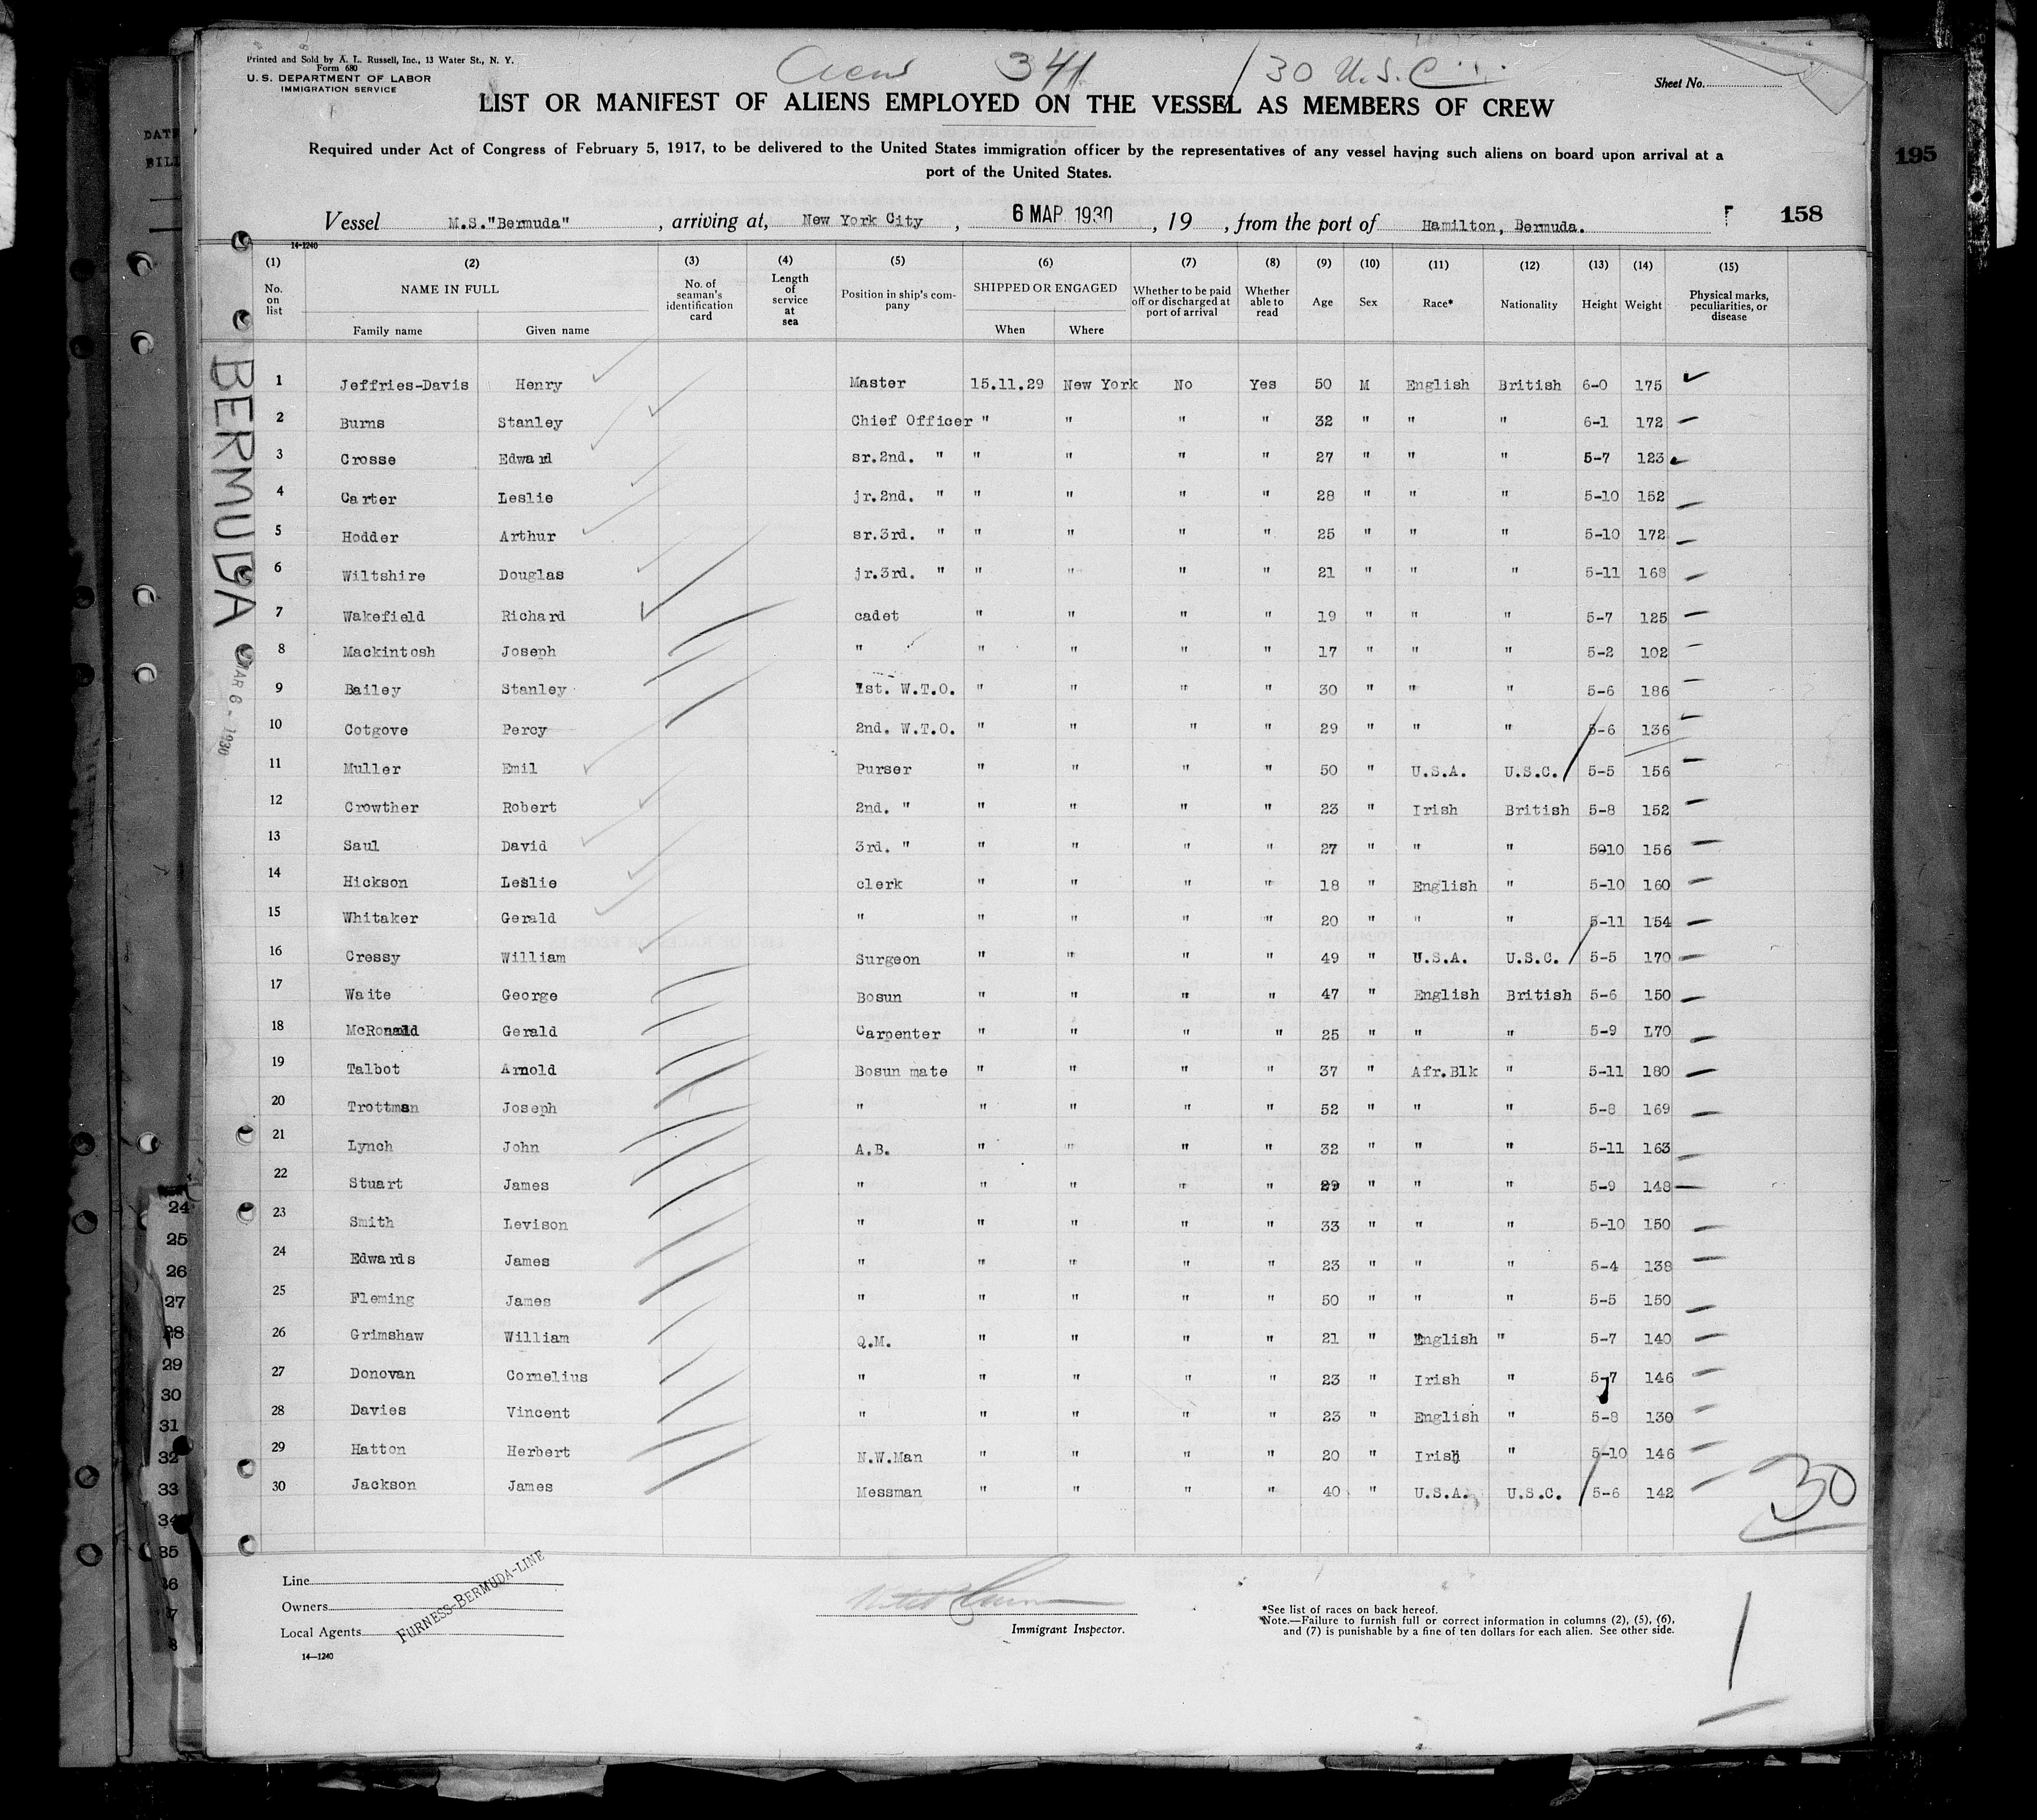 Printed and Sold by A. L. Russell, Inc., 13 Water St., N. Y.
Form 680
U. S. DEPARTMENT OF LABOR
IMMIGRATION SERVICE
341 30 U.S.C.
Sheet No.
LIST OR MANIFEST OF ALIENS EMPLOYED ON THE VESSEL AS MEMBERS OF CREW
Required under Act of Congress of February 5, 1917, to be delivered to the United States immigration officer by the representatives of any vessel having such aliens on board upon arrival at a
port of the United States.
Vessel M.S."Bermuda", arriving at, New York City, 6 MAR 1930, 19 , from the port of Hamilton, Bermuda. 158
195
14-1240
(1) (2) (3) (4) (5) (6) (7) (8) (9) (10) (11) (12) (13) (14) (15)
No. on list NAME IN FULL Family name Given name No. of seaman's identification card Length of service at sea Position in ship's company SHIPPED OR ENGAGED When Where Whether to be paid off or discharged at port of arrival Whether able to read Age Sex Race* Nationality Height Weight Physical marks, peculiarities, or disease
1 Jeffries-Davis Henry Master 15.11.29 New York No Yes 50 M English British 6-0 175
2 Burns Stanley Chief Officer " " " " 32 " " " 6-1 172
3 Crosse Edward sr.2nd. " " " " " 27 " " " 5-7 123
4 Carter Leslie jr.2nd. " " " " " 28 " " " 5-10 152
5 Hodder Arthur sr.3rd. " " " " " 25 " " " 5-10 172
6 Wiltshire Douglas jr.3rd. " " " " " 21 " " " 5-11 168
7 Wakefield Richard cadet " " " " 19 " " " 5-7 125
8 Mackintosh Joseph " " " " " 17 " " " 5-2 102
9 Bailey Stanley 1st. W.T.O. " " " " 30 " " " 5-6 186
10 Cotgove Percy 2nd. W.T.O. " " " " 29 " " " 5-6 136
11 Muller Emil Purser " " " " 50 " U.S.A. U.S.C. 5-5 156
12 Crowther Robert 2nd. " " " " " 23 " Irish British 5-8 152
13 Saul David 3rd. " " " " " 27 " " " 5-10 156
14 Hickson Leslie clerk " " " " 18 " English " 5-10 160
15 Whitaker Gerald " " " " " 20 " " " 5-11 154
16 Cressy William Surgeon " " " " 49 " U.S.A. U.S.C. 5-5 170
17 Waite George Bosun " " " " 47 " English British 5-6 150
18 McRonald Gerald Carpenter " " " " 25 " " " 5-9 170
19 Talbot Arnold Bosun mate " " " " 37 " Afr.Blk " 5-11 180
20 Trottman Joseph " " " " " 52 " " " 5-8 169
21 Lynch John A.B. " " " " 32 " " " 5-11 163
22 Stuart James " " " " " 29 " " " 5-9 148
23 Smith Levison " " " " " 33 " " " 5-10 150
24 Edwards James " " " " " 23 " " " 5-4 138
25 Fleming James " " " " " 50 " " " 5-5 150
26 Grimshaw William Q.M. " " " " 21 " English " 5-7 140
27 Donovan Cornelius " " " " " 23 " Irish " 5-7 146
28 Davies Vincent " " " " " 23 " English " 5-8 130
29 Hatton Herbert N.W.Man " " " " 20 " Irish " 5-10 146
30 Jackson James Messman " " " " 40 " U.S.A. U.S.C. 5-6 142
30
BERMUDA
MAR 6 - 1930
Line
Owners
Local Agents
FURNESS-BERMUDA-LINE
14—1240
Immigrant Inspector.
*See list of races on back hereof.
Note.—Failure to furnish full or correct information in columns (2), (5), (6),
and (7) is punishable by a fine of ten dollars for each alien. See other side.
24
25
26
27
28
29
30
31
32
33
34
35